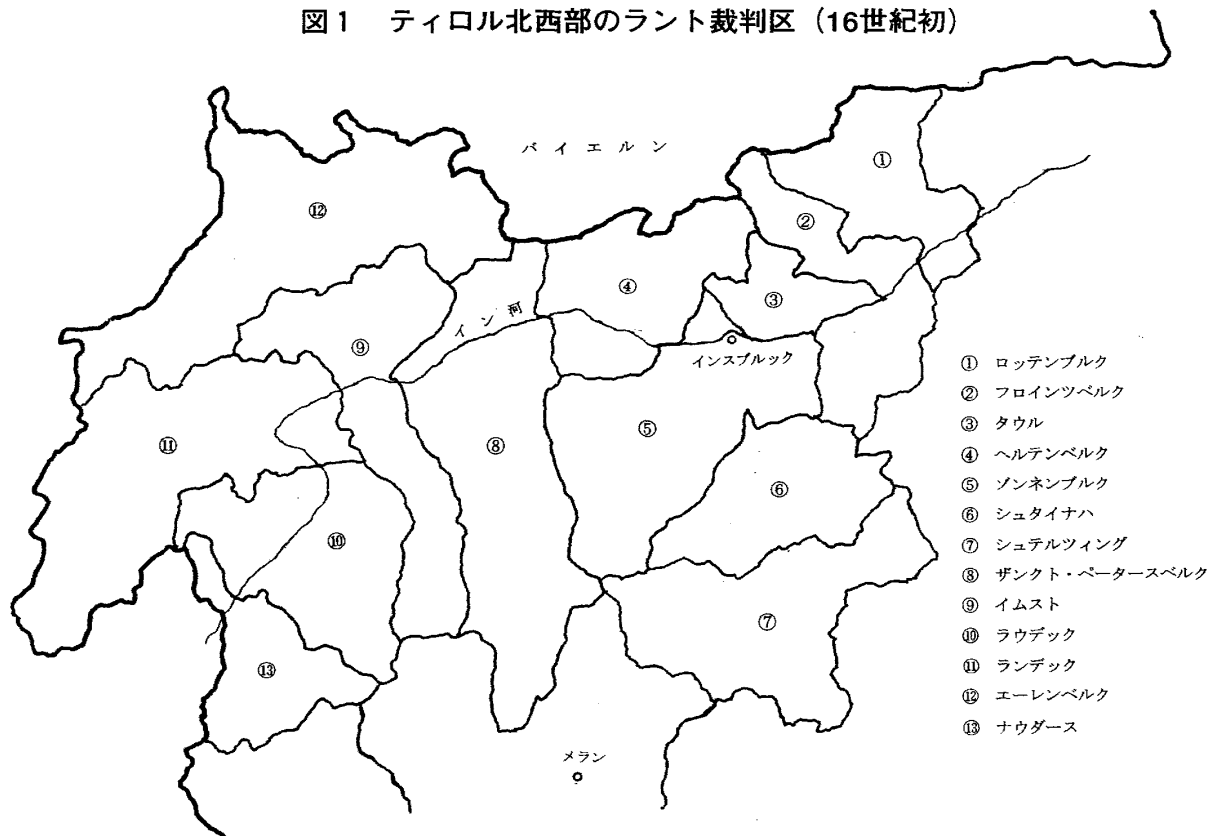 図1 ティロル北西部のラント裁判区（16世紀初）
バイエルン
①
②
⑫
④
③
イン河
インスブルック
⑨
⑪
⑧
⑤
⑥
⑩
⑦
⑬
メラン
① ロッテンブルク
② フロインツベルク
③ タウル
④ ヘルテンベルク
⑤ ゾンネンブルク
⑥ シュタイナハ
⑦ シュテルツィング
⑧ ザンクト・ペータースベルク
⑨ イムスト
⑩ ラウデック
⑪ ランデック
⑫ エーレンベルク
⑬ ナウダース